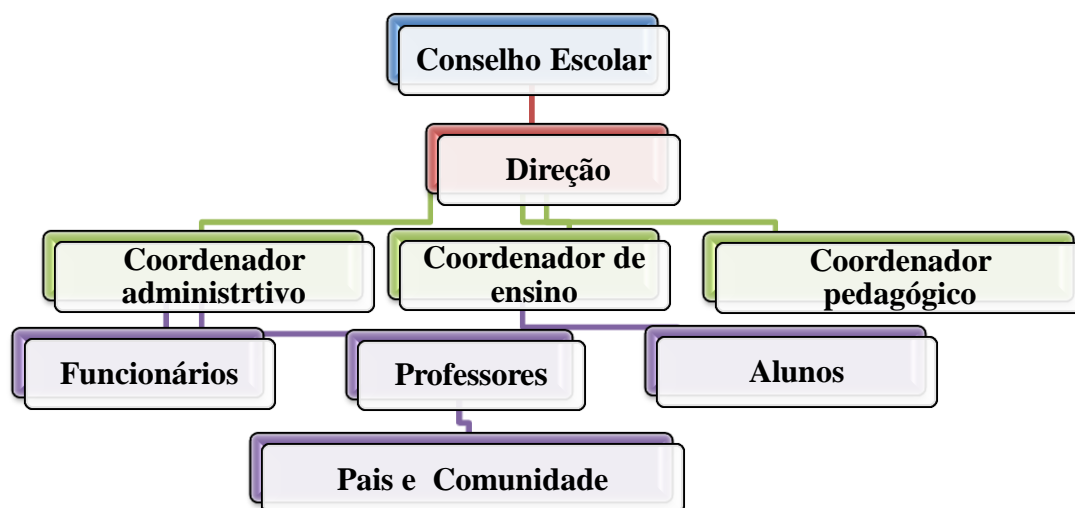 Conselho Escolar
Direção
Coordenador
administrtivo
Coordenador de
ensino
Coordenador
pedagógico
Funcionários
Professores
Alunos
Pais e Comunidade